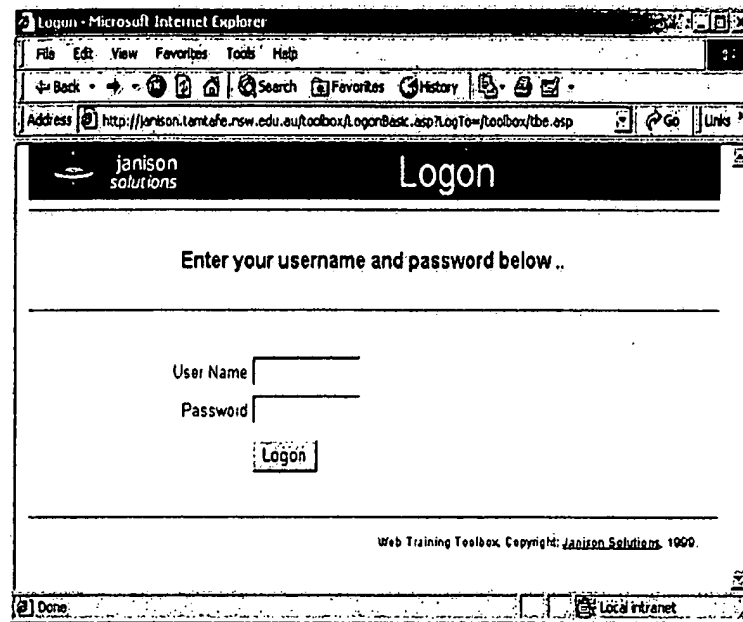 Logon - Microsoft Internet Explorer
File Edit View Favorites Tools Help
Back Search Favorites History
Address http://janison.tamtafe.nsw.edu.au/toolbox/LogonBasic.asp?LogTo=/toolbox/tbe.asp Go Links »
janison
solutions
Logon
Enter your username and password below ..
User Name
Password
Logon
Web Training Toolbox, Copyright: Janison Solutions, 1999.
Done Local intranet